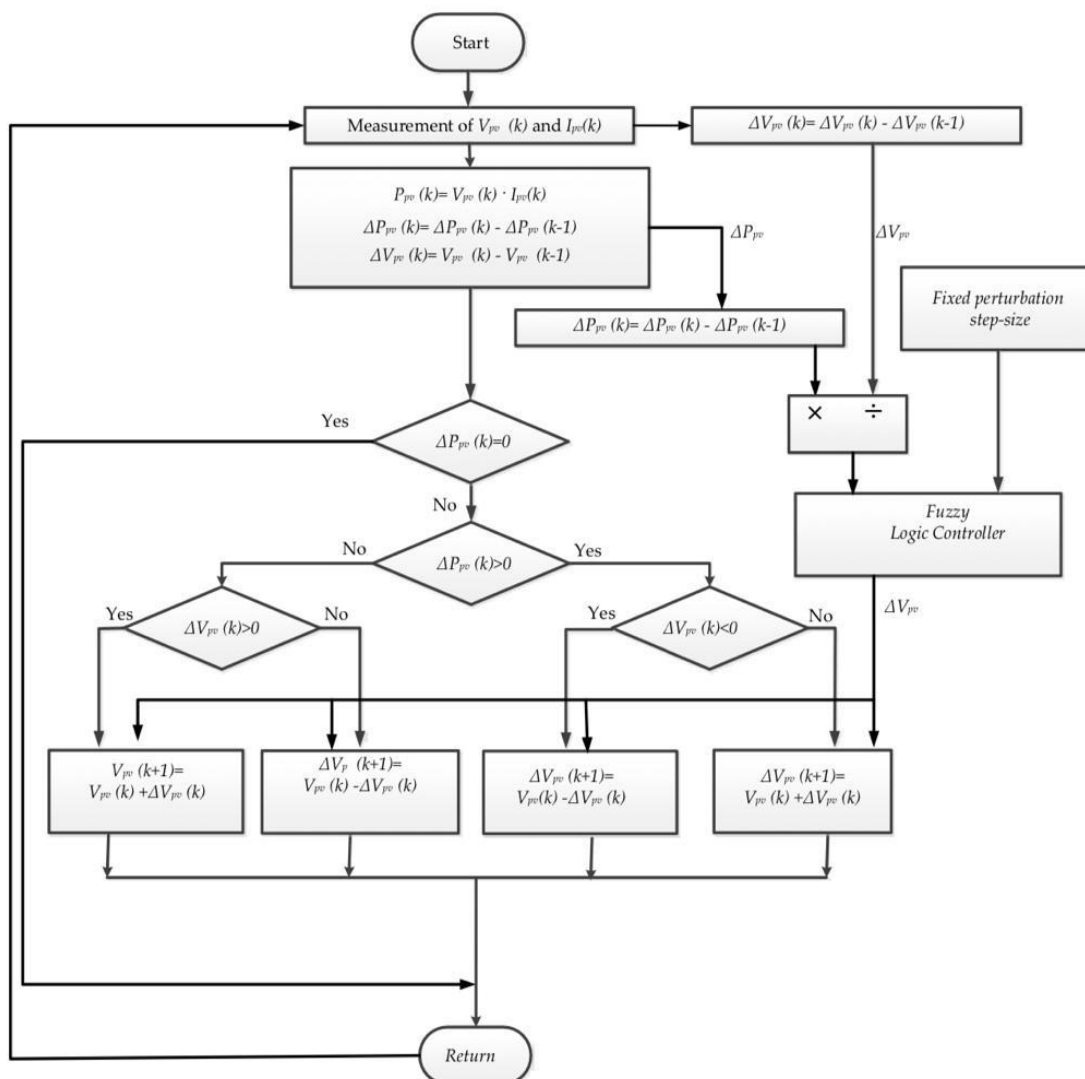 Start
Measurement of Vpv (k) and Ipv(k)
ΔVpv (k)= ΔVpv (k) - ΔVpv (k-1)
Ppv (k)= Vpv (k) · Ipv(k)
ΔPpv (k)= ΔPpv (k) - ΔPpv (k-1)
ΔVpv (k)= Vpv (k) - Vpv (k-1)
ΔPpv
ΔVpv
Fixed perturbation
step-size
ΔPpv (k)= ΔPpv (k) - ΔPpv (k-1)
× ÷
Yes
ΔPpv (k)=0
No
Fuzzy
Logic Controller
No
ΔPpv (k)>0
Yes
ΔVpv
Yes
ΔVpv (k)>0
No
Yes
ΔVpv (k)<0
No
Vpv (k+1)=
Vpv (k) +ΔVpv (k)
ΔVp (k+1)=
Vpv (k) -ΔVpv (k)
ΔVpv (k+1)=
Vpv(k) -ΔVpv (k)
ΔVpv (k+1)=
Vpv (k) +ΔVpv (k)
Return